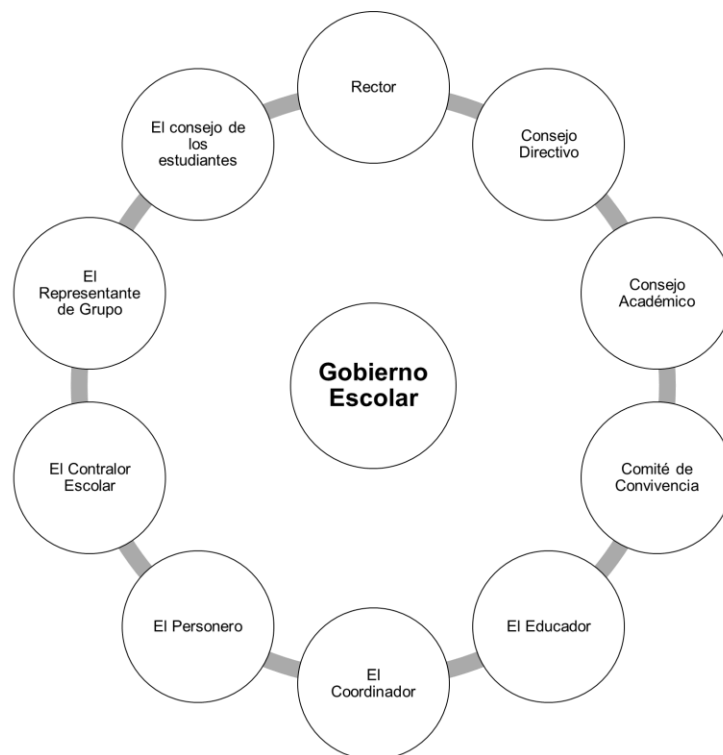 Rector
Consejo
Directivo
Consejo
Académico
Comité de
Convivencia
El Educador
El
Coordinador
El Personero
El Contralor
Escolar
El
Representante
de Grupo
El consejo de
los
estudiantes
Gobierno
Escolar